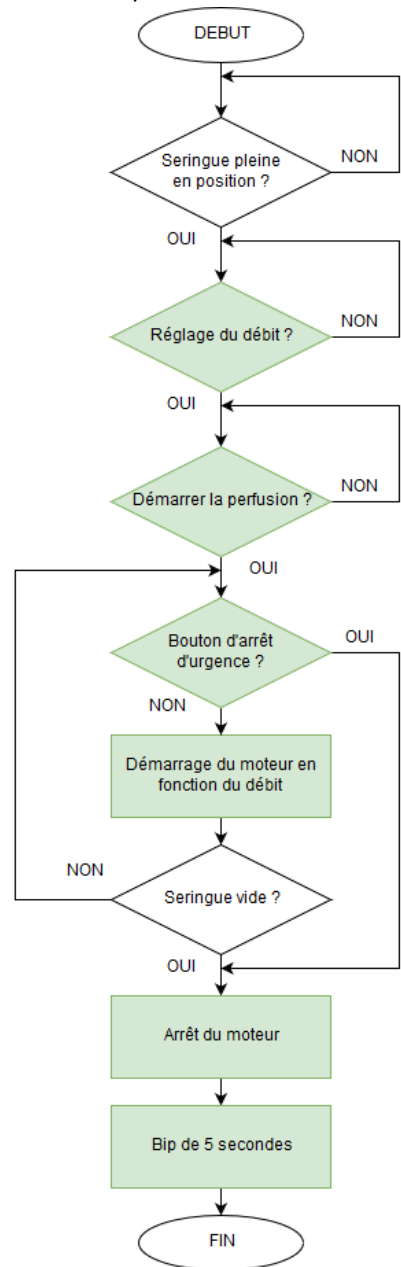 DEBUT
Seringue pleine
en position ?
NON
OUI
Réglage du débit ?
NON
OUI
Démarrer la perfusion ?
NON
OUI
Bouton d'arrêt
d'urgence ?
OUI
NON
Démarrage du moteur en
fonction du débit
NON
Seringue vide ?
OUI
Arrêt du moteur
Bip de 5 secondes
FIN